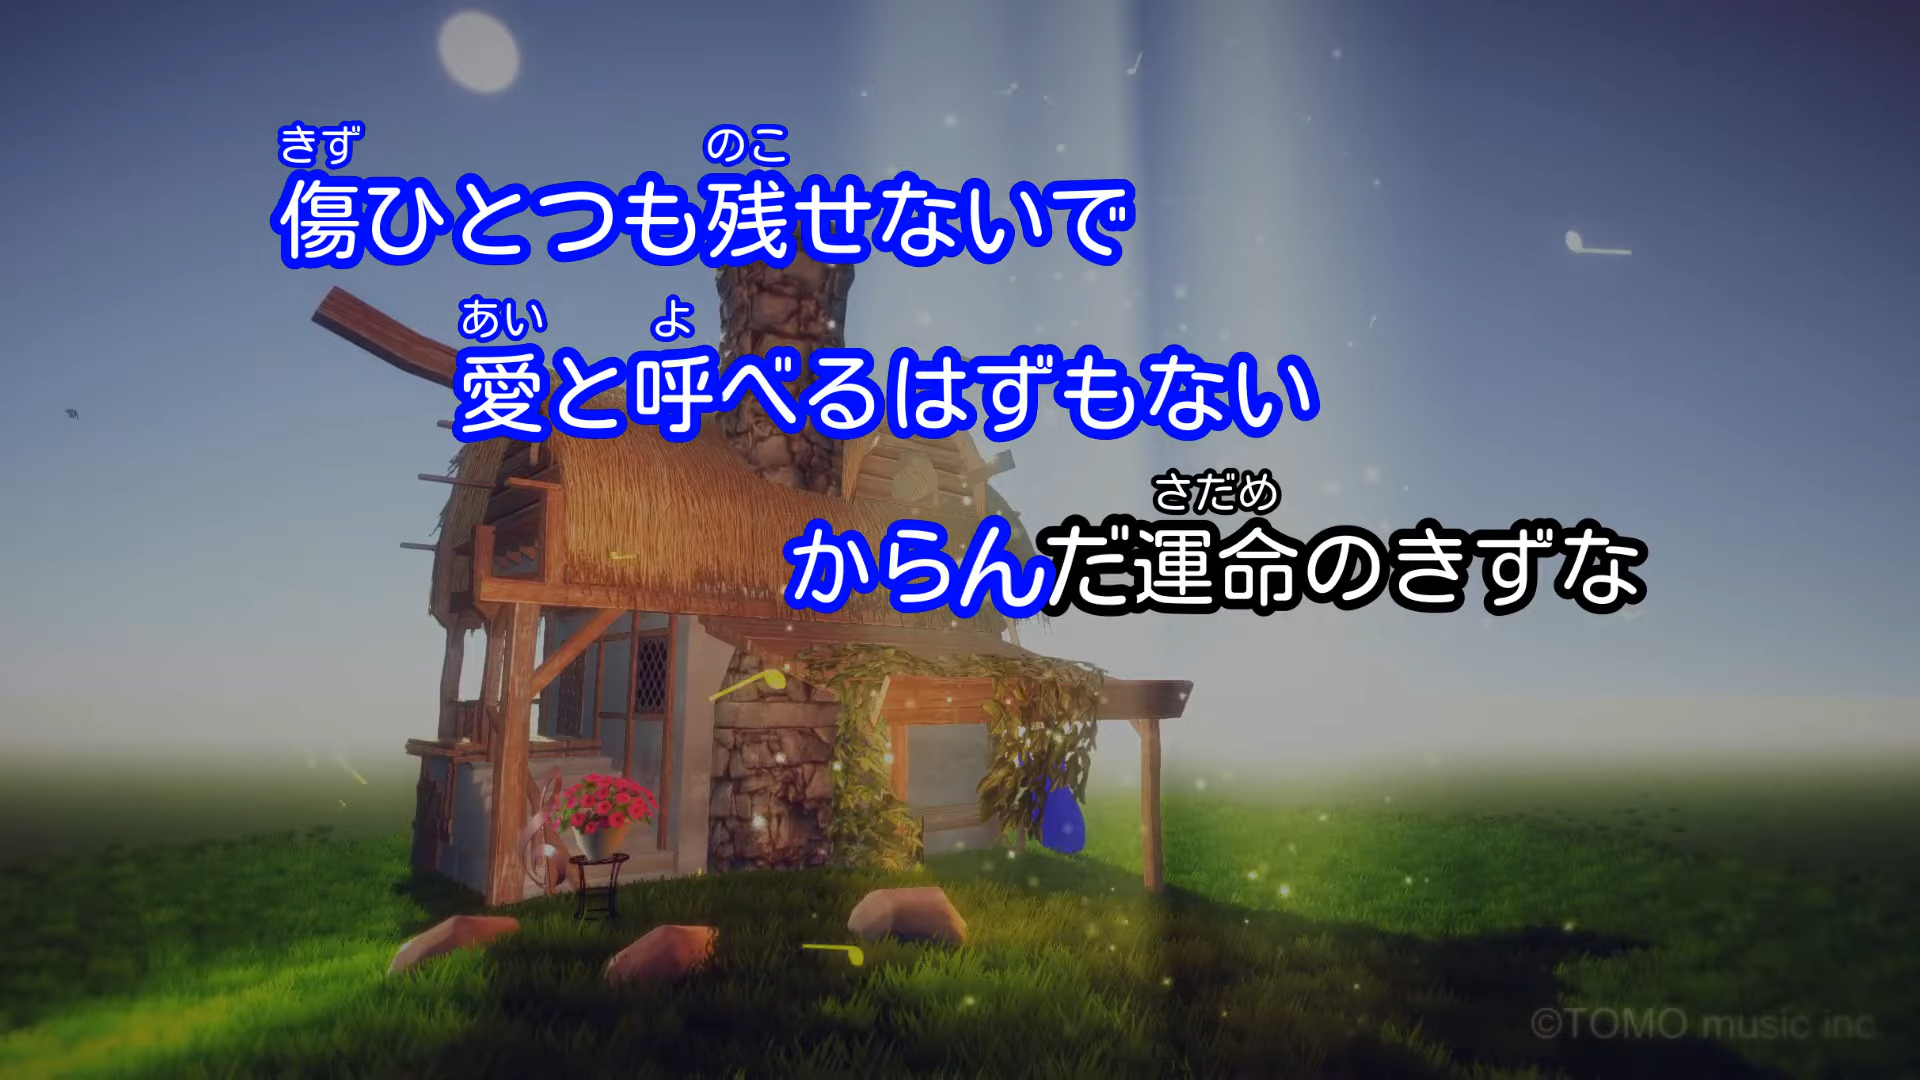 きず のこ
傷ひとつも残せないで
あい よ
愛と呼べるはずもない
さだめ
からんだ運命のきずな
©TOMO music inc